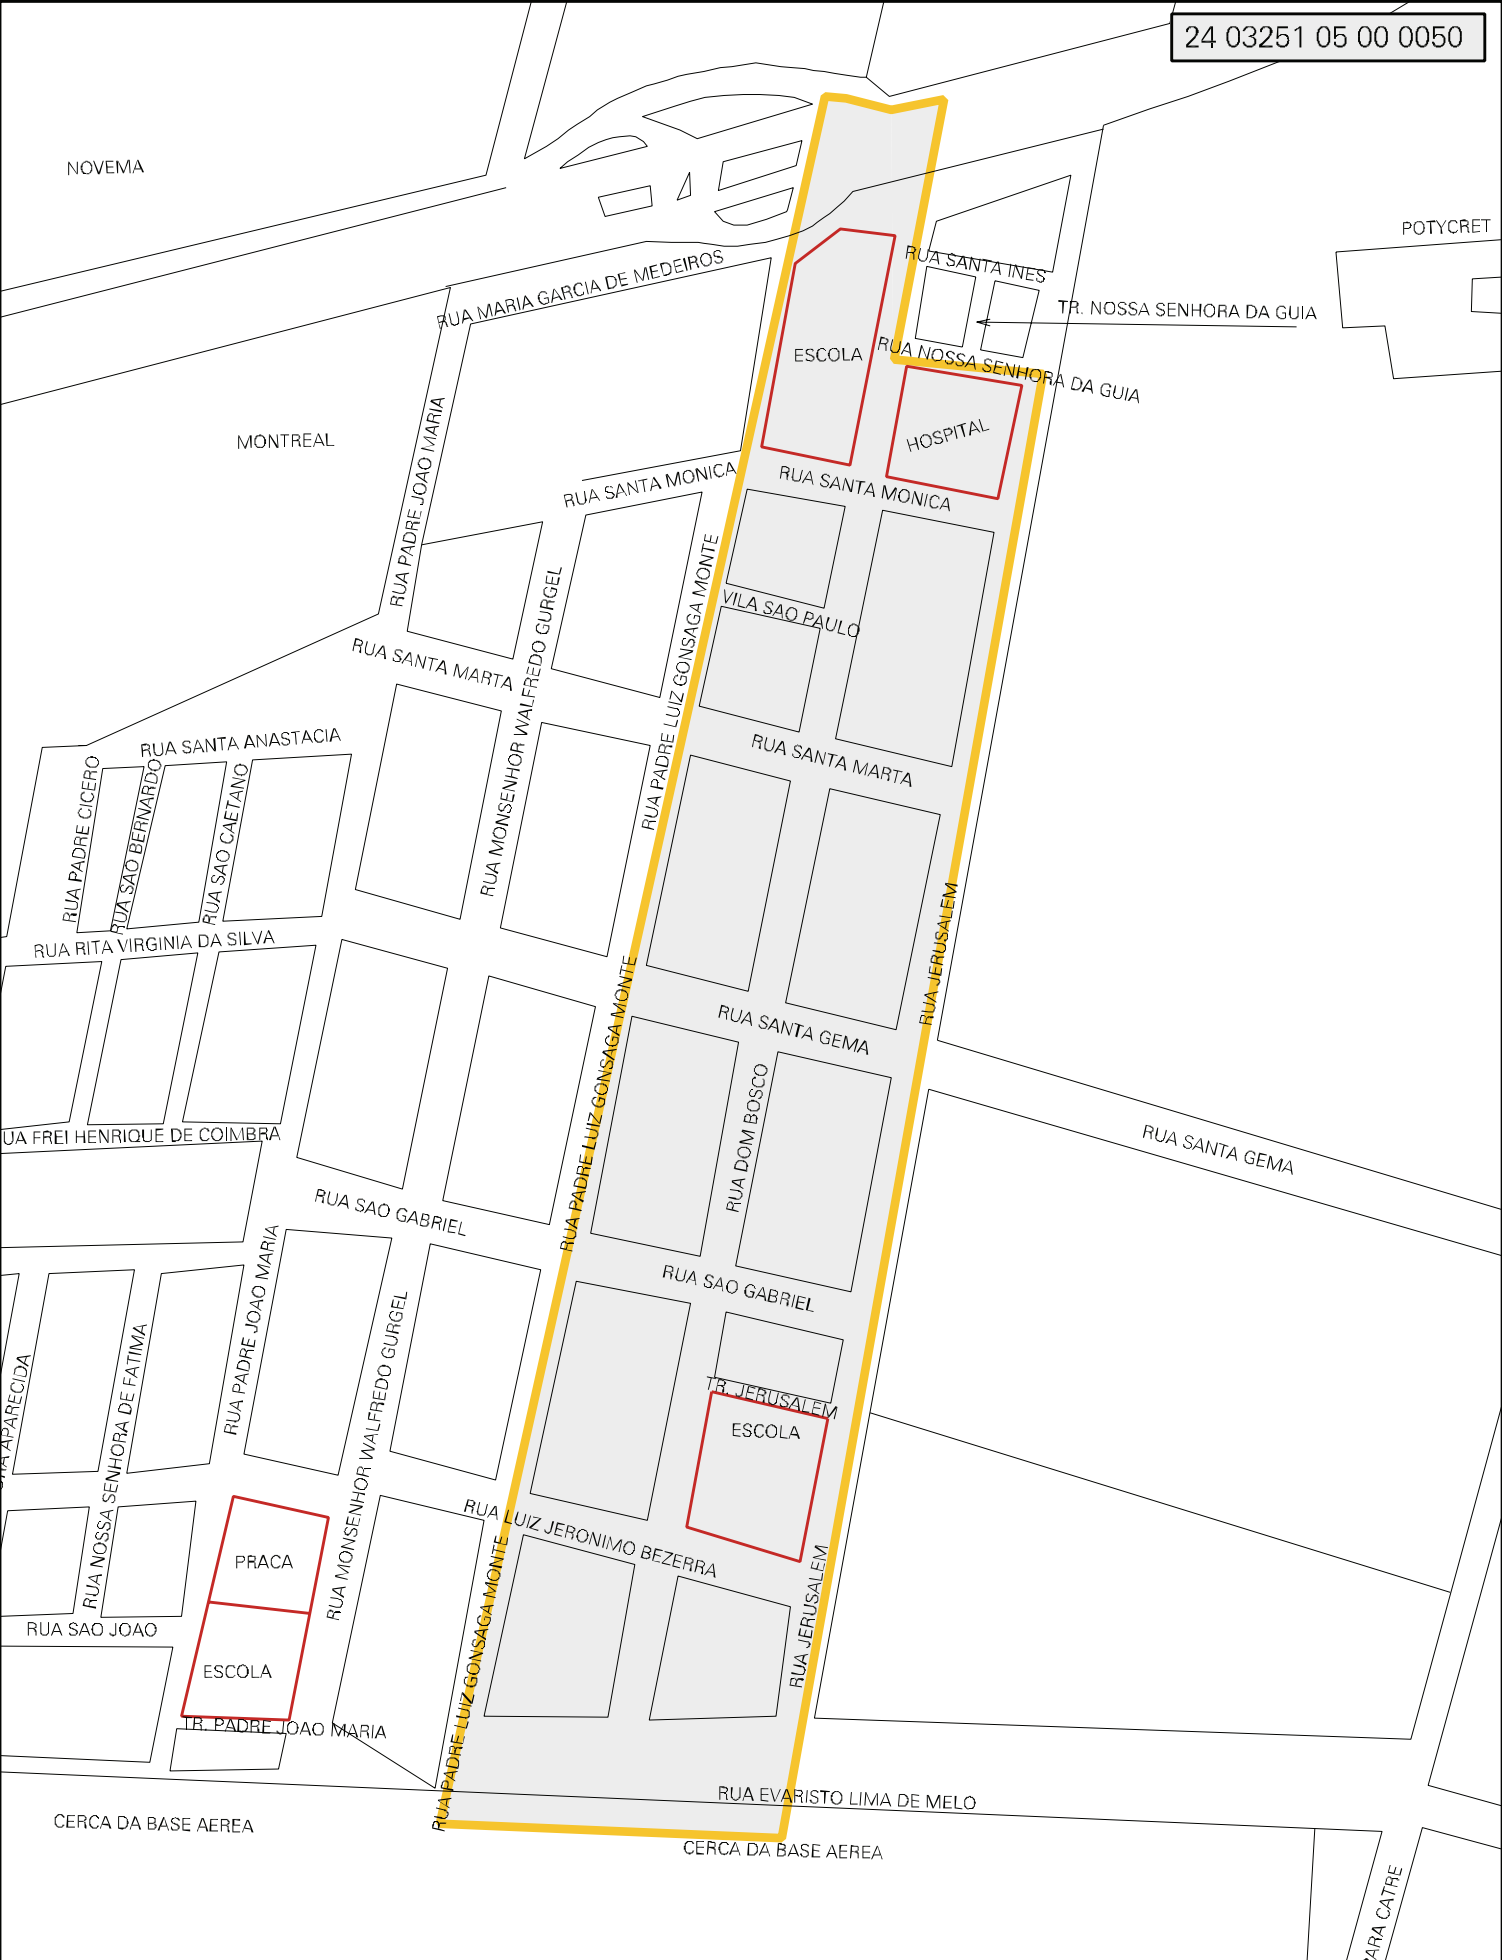 24 03251 05 00 0050
NOVEMA
POTYCRET
RUA SANTA INES
RUA MARIA GARCIA DE MEDEIROS
TR. NOSSA SENHORA DA GUIA
ESCOLA
RUA NOSSA SENHORA DA GUIA
MONTREAL
HOSPITAL
RUA PADRE JOAO MARIA
RUA SANTA MONICA
RUA SANTA MONICA
RUA PADRE LUIZ GONSAGA MONTE
VILA SAO PAULO
RUA MONSENHOR WALFREDO GURGEL
RUA SANTA MARTA
RUA SANTA MARTA
RUA SANTA ANASTACIA
RUA PADRE CICERO
RUA SAO BERNARDO
RUA SAO CAETANO
RUA JERUSALEM
RUA RITA VIRGINIA DA SILVA
RUA PADRE LUIZ GONSAGA MONTE
RUA SANTA GEMA
RUA DOM BOSCO
RUA SANTA GEMA
UA FREI HENRIQUE DE COIMBRA
RUA SAO GABRIEL
RUA SAO GABRIEL
RUA PADRE JOAO MARIA
RUA MONSENHOR WALFREDO GURGEL
RUA NOSSA SENHORA DE FATIMA
APARECIDA
TR. JERUSALEM
ESCOLA
RUA LUIZ JERONIMO BEZERRA
PRACA
RUA JERUSALEM
RUA PADRE LUIZ GONSAGA MONTE
RUA SAO JOAO
ESCOLA
TR. PADRE JOAO MARIA
RUA EVARISTO LIMA DE MELO
CERCA DA BASE AEREA
CERCA DA BASE AEREA
ARA CATRE